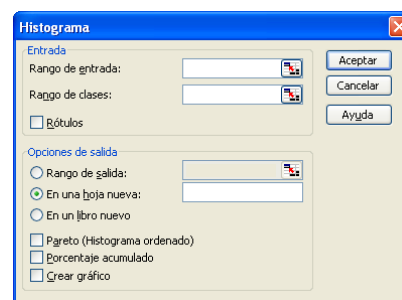 Histograma
Entrada
Rango de entrada:
Rango de clases:
Rótulos
Aceptar
Cancelar
Ayuda
Opciones de salida
Rango de salida:
En una hoja nueva:
En un libro nuevo
Pareto (Histograma ordenado)
Porcentaje acumulado
Crear gráfico